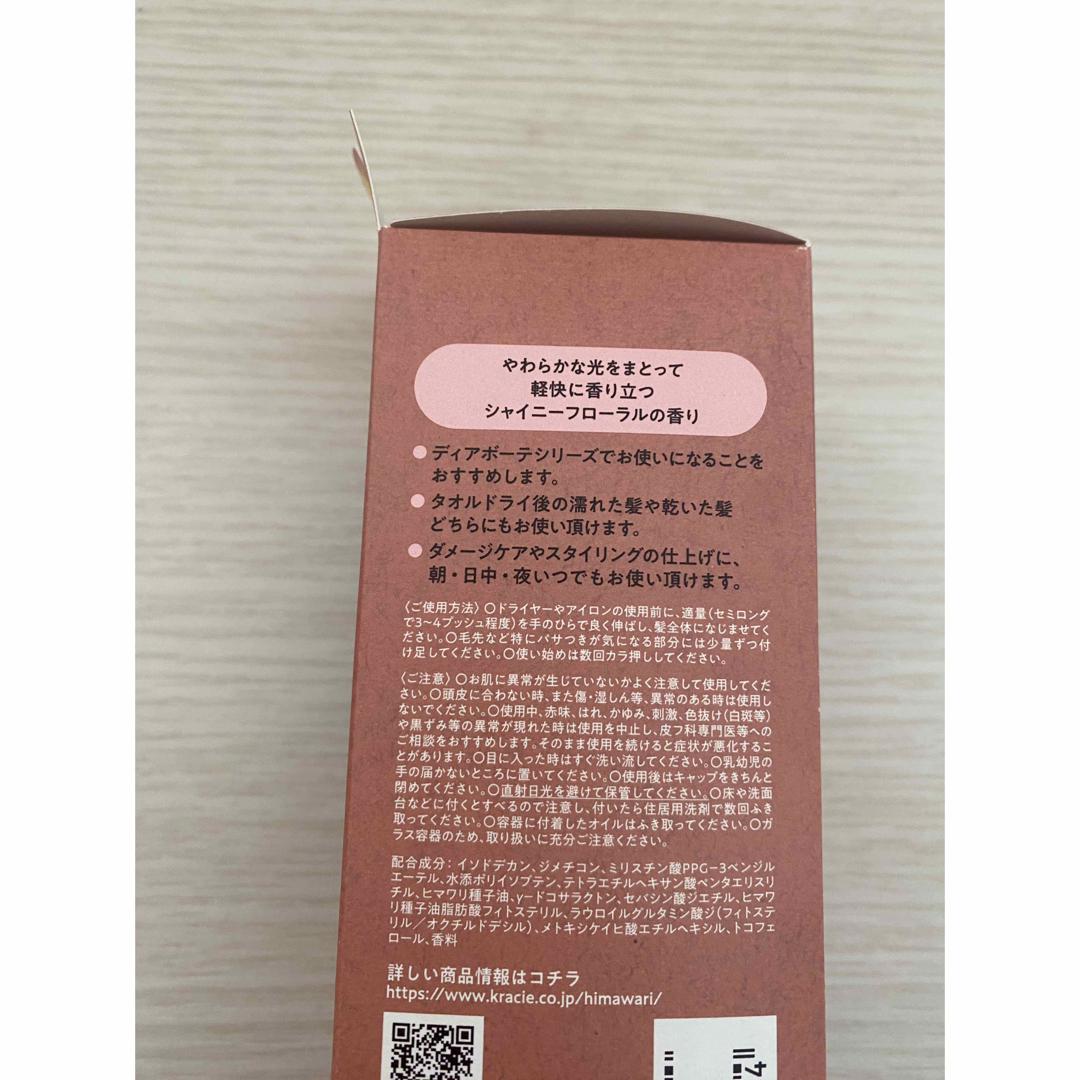 やわらかな光をまとって
軽快に香り立つ
シャイニーフローラルの香り
● ディアボーテシリーズでお使いになることを
おすすめします。
● タオルドライ後の濡れた髪や乾いた髪
どちらにもお使い頂けます。
● ダメージケアやスタイリングの仕上げに、
朝・日中・夜いつでもお使い頂けます。
〈ご使用方法〉〇ドライヤーやアイロンの使用前に、適量(セミロング
で3〜4プッシュ程度)を手のひらで良く伸ばし、髪全体になじませてく
ださい。〇毛先など特にパサつきが気になる部分には少量ずつ付
け足してください。〇使い始めは数回カラ押ししてください。
〈ご注意〉〇お肌に異常が生じていないかよく注意して使用してくだ
さい。〇頭皮に合わない時、また傷・湿しん等、異常のある時は使用し
ないでください。〇使用中、赤味、はれ、かゆみ、刺激、色抜け(白斑等)
や黒ずみ等の異常が現れた時は使用を中止し、皮フ科専門医等への
ご相談をおすすめします。そのまま使用を続けると症状が悪化するこ
とがあります。〇目に入った時はすぐ洗い流してください。〇乳幼児の
手の届かないところに置いてください。〇使用後はキャップをきちんと
閉めてください。〇直射日光を避けて保管してください。〇床や洗面
台などに付くとすべるので注意し、付いたら住居用洗剤で数回ふき
取ってください。〇容器に付着したオイルはふき取ってください。〇ガ
ラス容器のため、取り扱いに充分ご注意ください。
配合成分:イソドデカン、ジメチコン、ミリスチン酸PPG−3ベンジル
エーテル、水添ポリイソブテン、テトラエチルヘキサン酸ペンタエリスリ
チル、ヒマワリ種子油、γ−ドコサラクトン、セバシン酸ジエチル、ヒマワ
リ種子油脂肪酸フィトステリル、ラウロイルグルタミン酸ジ(フィトステ
リル/オクチルドデシル)、メトキシケイヒ酸エチルヘキシル、トコフェ
ロール、香料
詳しい商品情報はコチラ
https://www.kracie.co.jp/himawari/